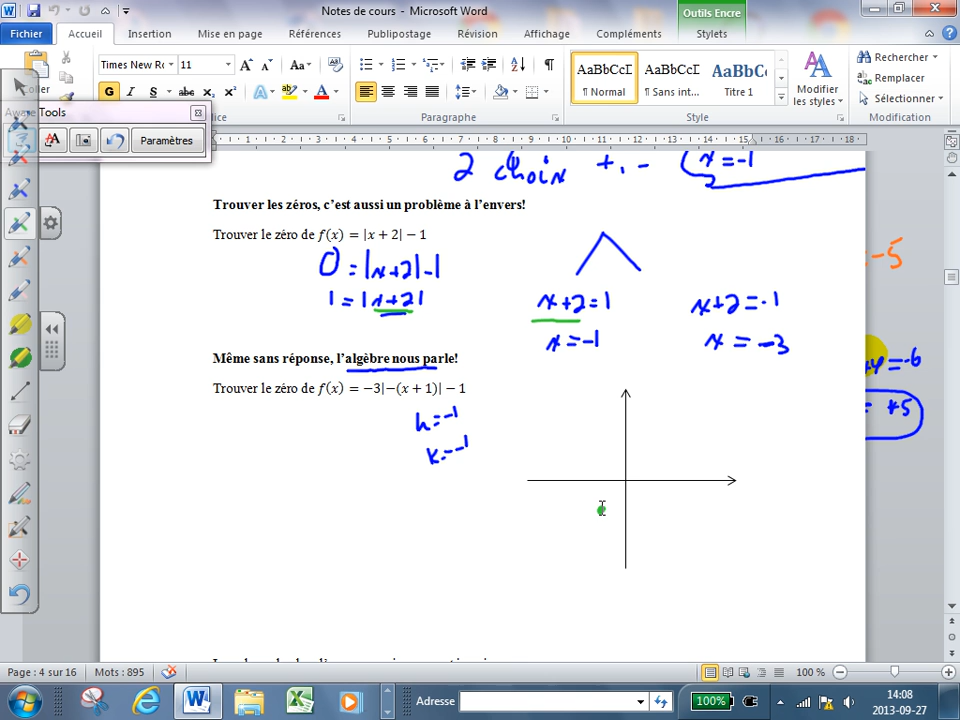 Notes de cours - Microsoft Word
Outils Encre
Fichier Accueil Insertion Mise en page Références Publipostage Révision Affichage Compléments Stylets
Times New Ro 11
Rechercher
Remplacer
Sélectionner
AaBbCcD AaBbCcD AaBbCc
¶ Normal ¶ Sans int... Titre 1
Modifier les styles
Paragraphe Style Modification
Tools
Paramètres
2 choix +, - x = -1
Trouver les zéros, c'est aussi un problème à l'envers!
Trouver le zéro de f(x) = |x + 2| − 1
0 = |x+2| -1
1 = |x+2|
x+2 = 1 x+2 = -1
x = -1 x = -3
= -5
Même sans réponse, l'algèbre nous parle!
Trouver le zéro de f(x) = −3|−(x + 1)| − 1
h = -1
k = -1
= -6
= +5
Page : 4 sur 16 Mots : 895 100 %
Adresse 100% 14:08
2013-09-27